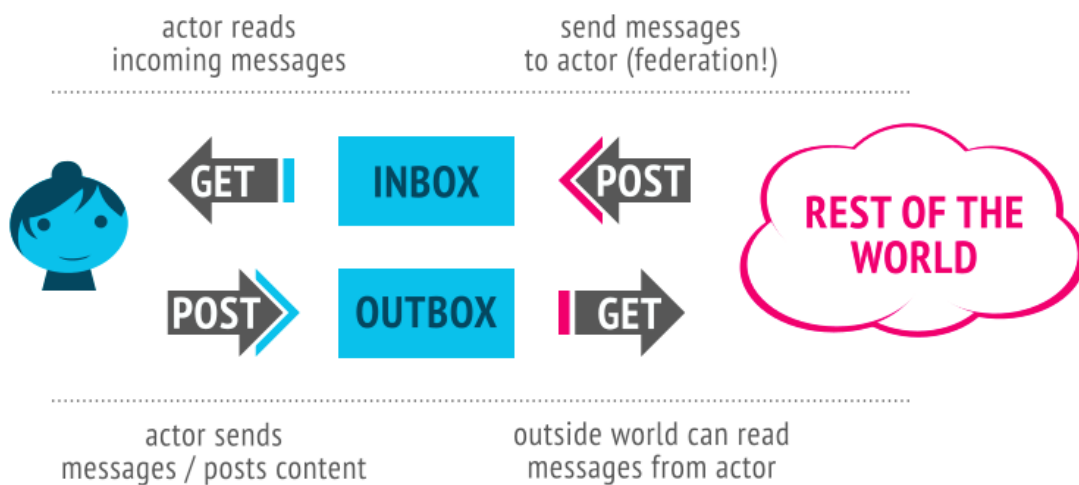 actor reads
incoming messages
send messages
to actor (federation!)
GET
INBOX
POST
REST OF THE
WORLD
POST
OUTBOX
GET
actor sends
messages / posts content
outside world can read
messages from actor